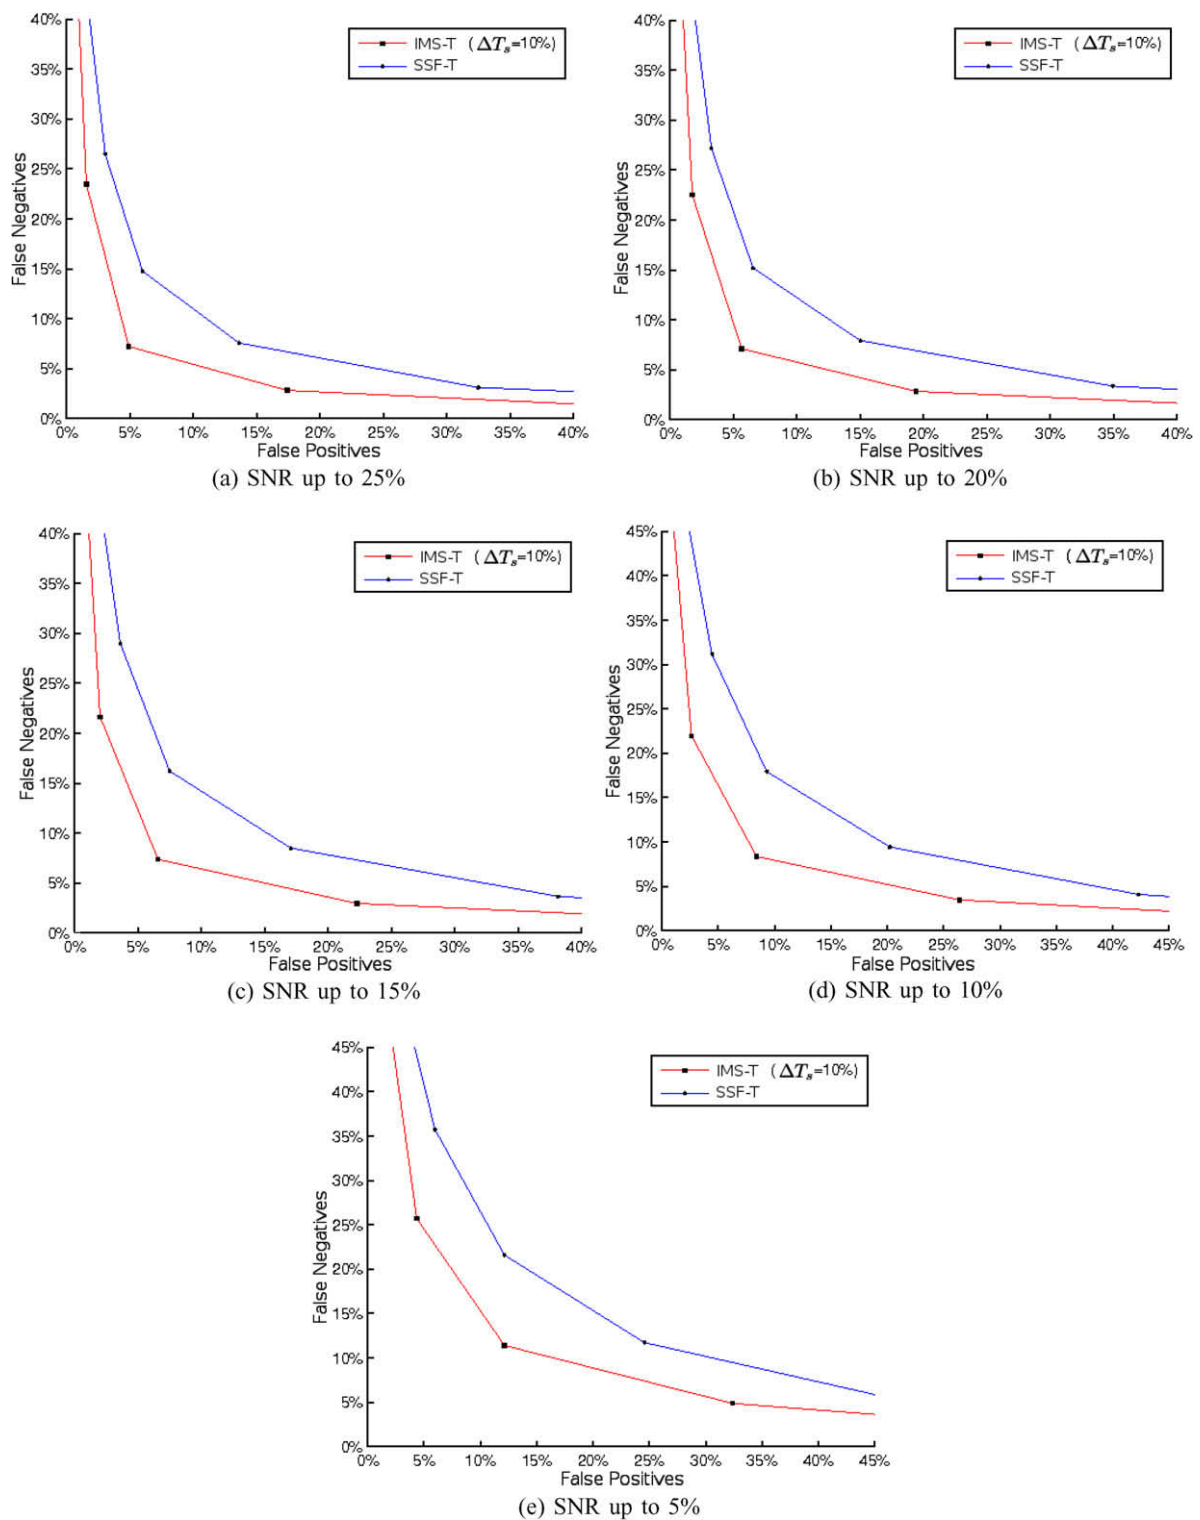 40%
35%
30%
25%
20%
15%
10%
5%
0%
False Negatives
IMS-T ( ΔTₛ=10%)
SSF-T
0% 5% 10% 15% 20% 25% 30% 35% 40%
False Positives
(a) SNR up to 25%
40%
35%
30%
25%
20%
15%
10%
5%
0%
False Negatives
IMS-T ( ΔTₛ=10%)
SSF-T
0% 5% 10% 15% 20% 25% 30% 35% 40%
False Positives
(b) SNR up to 20%
40%
35%
30%
25%
20%
15%
10%
5%
0%
False Negatives
IMS-T ( ΔTₛ=10%)
SSF-T
0% 5% 10% 15% 20% 25% 30% 35% 40%
False Positives
(c) SNR up to 15%
45%
40%
35%
30%
25%
20%
15%
10%
5%
0%
False Negatives
IMS-T ( ΔTₛ=10%)
SSF-T
0% 5% 10% 15% 20% 25% 30% 35% 40% 45%
False Positives
(d) SNR up to 10%
45%
40%
35%
30%
25%
20%
15%
10%
5%
0%
False Negatives
IMS-T ( ΔTₛ=10%)
SSF-T
0% 5% 10% 15% 20% 25% 30% 35% 40% 45%
False Positives
(e) SNR up to 5%